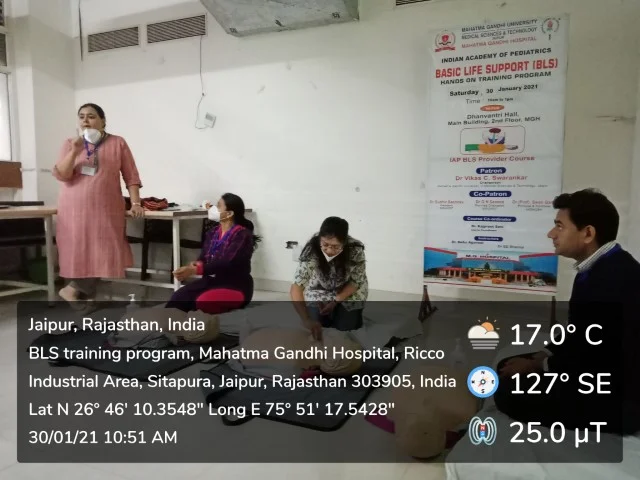 MAHATMA GANDHI UNIVERSITY
MEDICAL SCIENCES & TECHNOLOGY
MAHATMA GANDHI HOSPITAL
INDIAN ACADEMY OF PEDIATRICS
BASIC LIFE SUPPORT (BLS)
HANDS ON TRAINING PROGRAM
Saturday 30 January 2021
Time
Dhanvantri Hall,
Main Building, 2nd Floor, MGH
IAP BLS Provider Course
Patron
Dr Vikas C. Swarankar
Co-Patron
Course Co-ordinator
M.G. HOSPITAL
Jaipur, Rajasthan, India
BLS training program, Mahatma Gandhi Hospital, Ricco
Industrial Area, Sitapura, Jaipur, Rajasthan 303905, India
Lat N 26° 46' 10.3548" Long E 75° 51' 17.5428"
30/01/21 10:51 AM
17.0° C
127° SE
25.0 µT